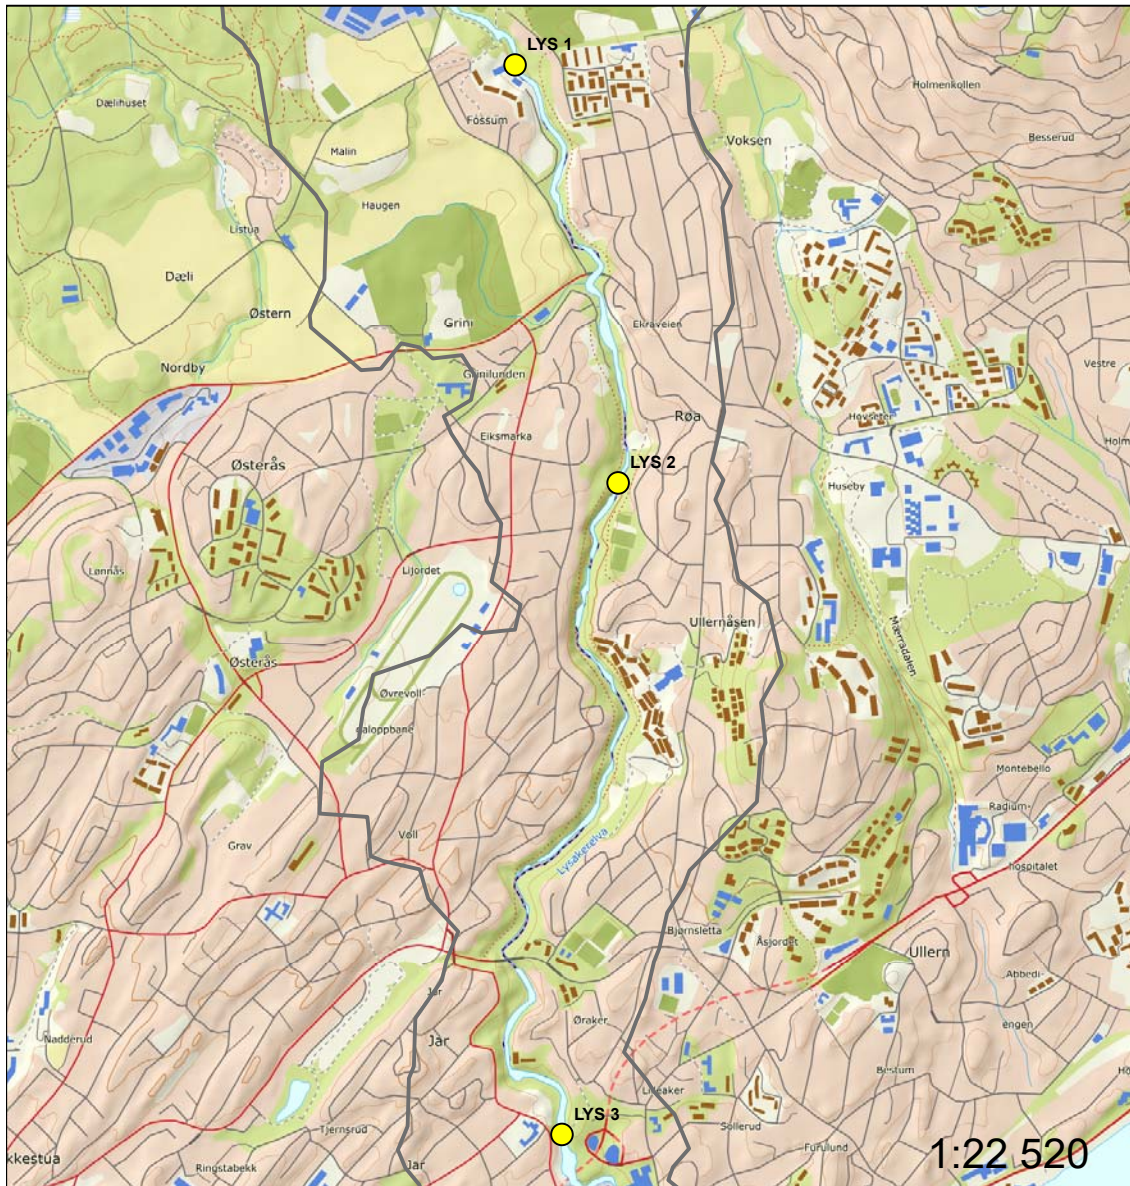 LYS 1
Holmenkollen
Dælihuset
Fossum
Besserud
Voksen
Malin
Haugen
Listua
Dæli
Østern
Grini
Ekraveien
Nordby
Vestre
Grinilunden
Røa
Hovseter
Eiksmarka
Holm
Østerås
LYS 2
Huseby
Lijordet
Lønnås
Ullernåsen
Mærradalen
Østerås
Øvrevoll
galoppbane
Montebello
Radium-
Voll
Grav
Lysakerelva
hospitalet
Bjørnsletta
Åsjordet
Ullern
Abbedi-
Jar
Øraker
engen
Nadderud
Jar
Bestum
Lilleaker
LYS 3
Tjernsrud
Sollerud
Furulund
kkestua
Ringstabekk
Jar
1:22 520